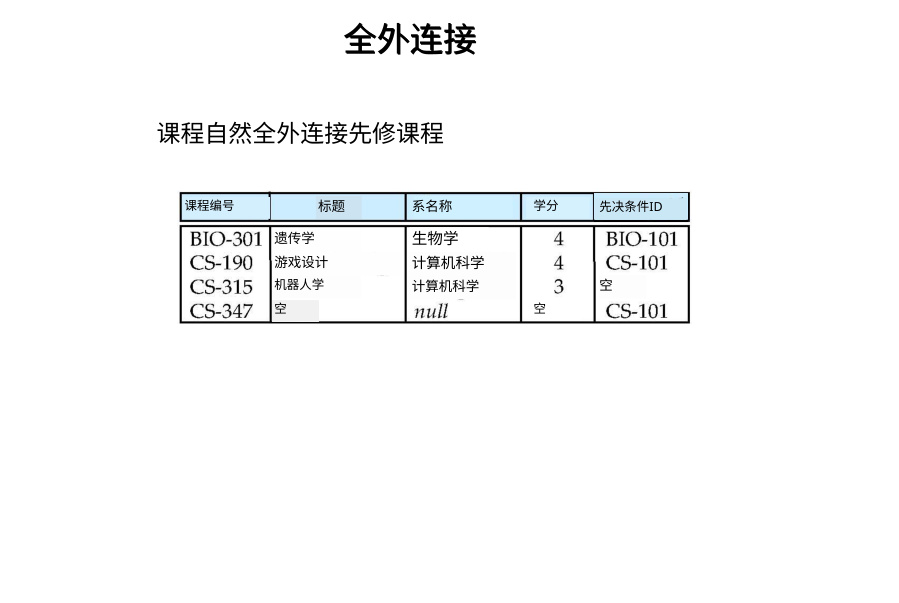 全外连接
课程自然全外连接先修课程
课程编号 标题 系名称 学分 先决条件ID
BIO-301 遗传学 生物学 4 BIO-101
CS-190 游戏设计 计算机科学 4 CS-101
CS-315 机器人学 计算机科学 3 空
CS-347 空 null 空 CS-101